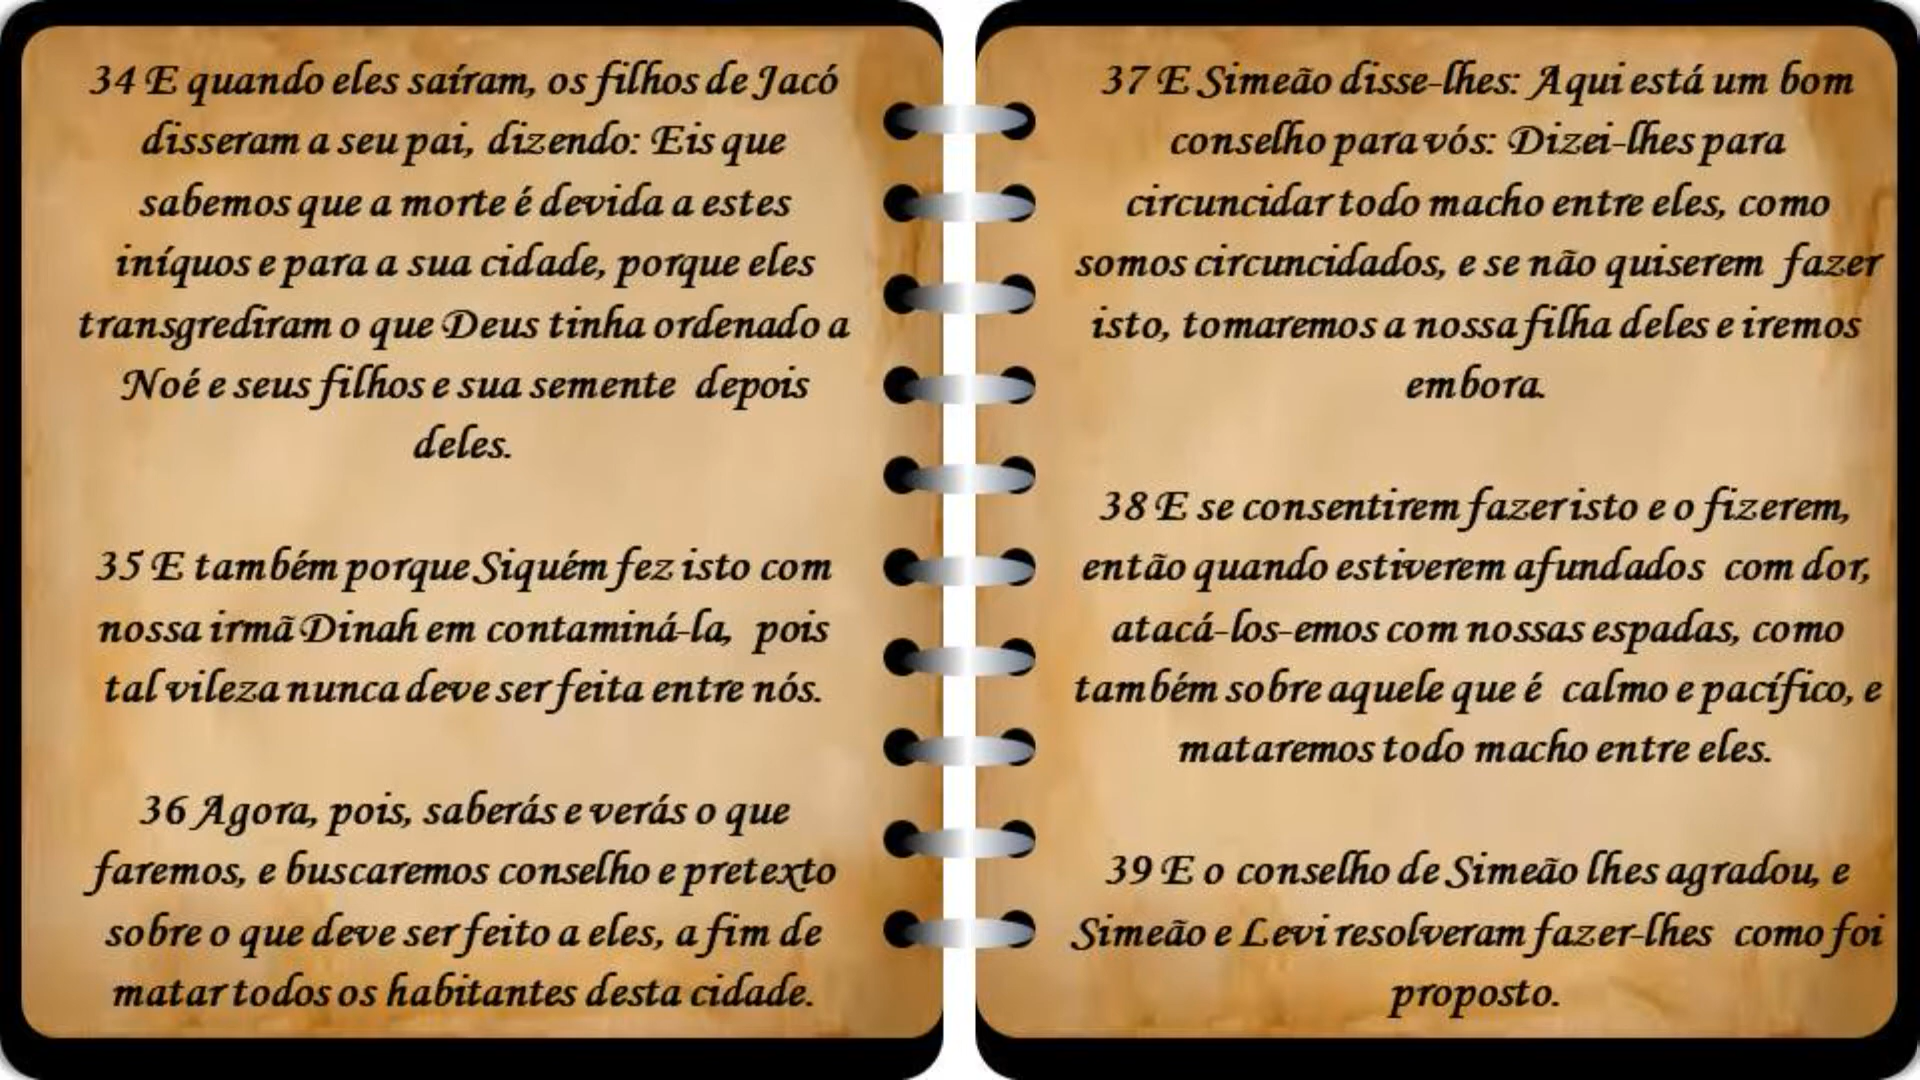 34 E quando eles saíram, os filhos de Jacó
disseram a seu pai, dizendo: Eis que
sabemos que a morte é devida a estes
iníquos e para a sua cidade, porque eles
transgrediram o que Deus tinha ordenado a
Noé e seus filhos e sua semente depois
deles.
35 E também porque Siquém fez isto com
nossa irmã Dinah em contaminá-la, pois
tal vileza nunca deve ser feita entre nós.
36 Agora, pois, saberás e verás o que
faremos, e buscaremos conselho e pretexto
sobre o que deve ser feito a eles, a fim de
matar todos os habitantes desta cidade.
37 E Simeão disse-lhes: Aqui está um bom
conselho para vós: Dizei-lhes para
circuncidar todo macho entre eles, como
somos circuncidados, e se não quiserem fazer
isto, tomaremos a nossa filha deles e iremos
embora.
38 E se consentirem fazer isto e o fizerem,
então quando estiverem afundados com dor,
atacá-los-emos com nossas espadas, como
também sobre aquele que é calmo e pacífico, e
mataremos todo macho entre eles.
39 E o conselho de Simeão lhes agradou, e
Simeão e Levi resolveram fazer-lhes como foi
proposto.